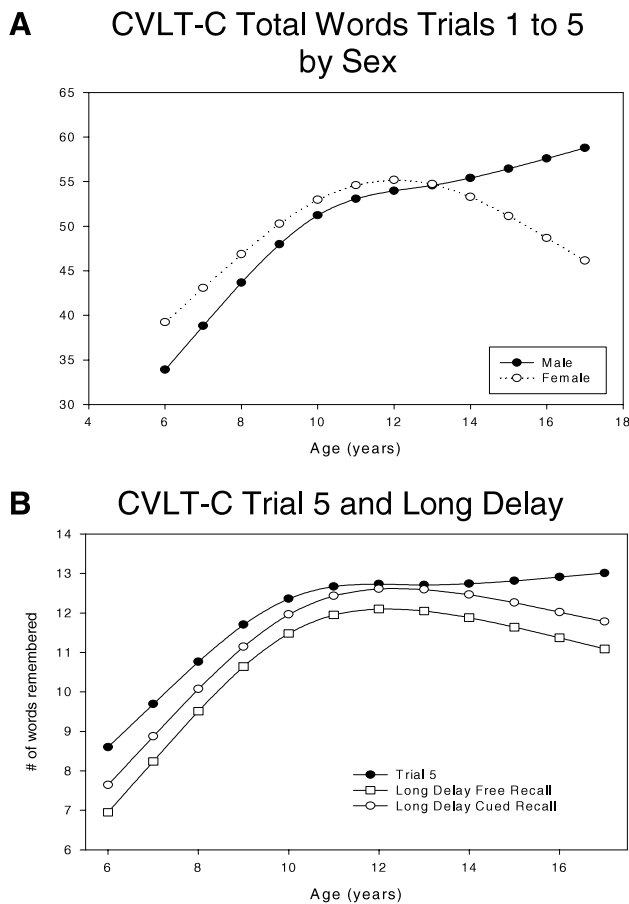 A
CVLT-C Total Words Trials 1 to 5
by Sex
65
60
55
50
45
40
35
30
4
6
8
10
12
14
16
18
Male
Female
Age (years)
B
CVLT-C Trial 5 and Long Delay
# of words remembered
14
13
12
11
10
9
8
7
6
Trial 5
Long Delay Free Recall
Long Delay Cued Recall
6
8
10
12
14
16
Age (years)